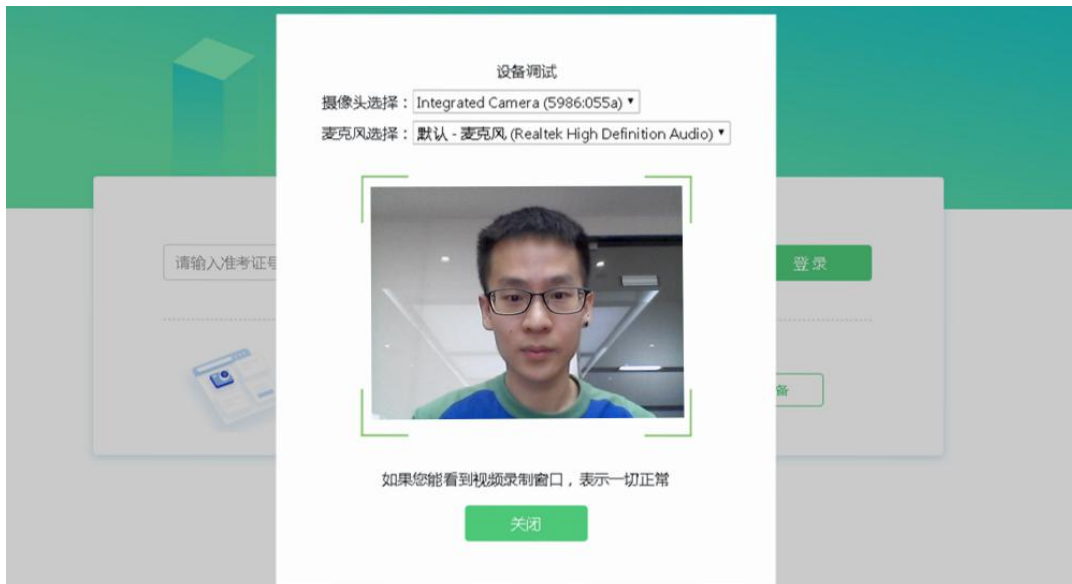 设备调试
摄像头选择：Integrated Camera (5986:055a)
麦克风选择：默认 - 麦克风 (Realtek High Definition Audio)
请输入准考证号
登录
备
如果您能看到视频录制窗口，表示一切正常
关闭